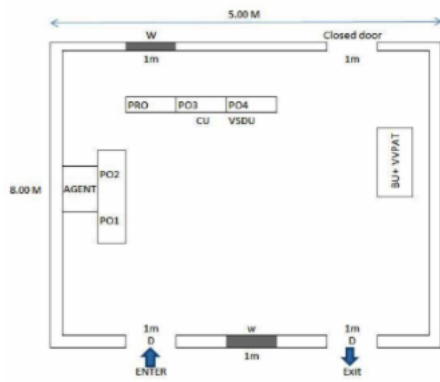 5.00 M
W
Closed door
1m
1m
PRO
PO3
PO4
CU
VSDU
BU+ VVPAT
PO2
AGENT
8.00 M
PO1
1m
w
1m
D
D
ENTER
1m
Exit